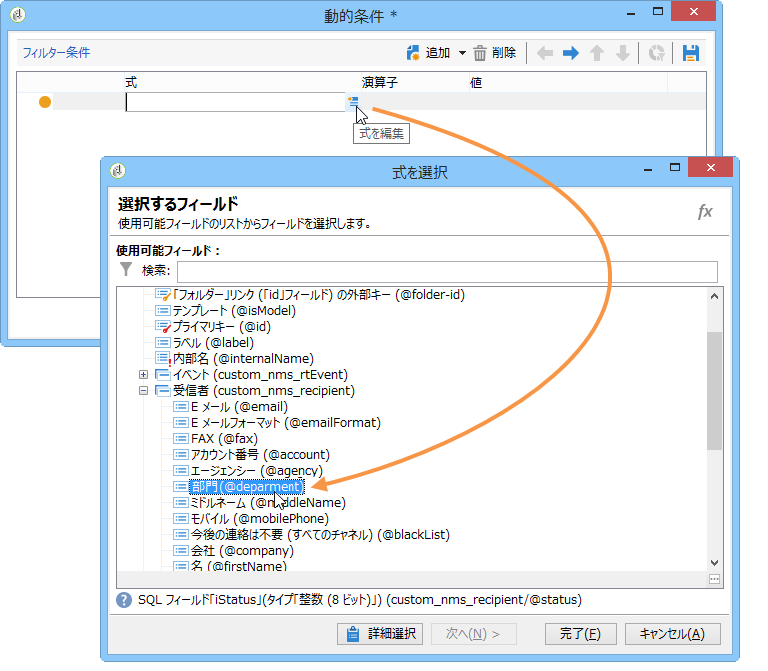 動的条件 *
フィルター条件
追加
削除
式 演算子 値
式を編集
式を選択
選択するフィールド
使用可能フィールドのリストからフィールドを選択します。
fx
使用可能フィールド：
検索:
「フォルダー」リンク (「id」フィールド) の外部キー (@folder-id)
テンプレート (@isModel)
プライマリキー (@id)
ラベル (@label)
内部名 (@internalName)
イベント (custom_nms_rtEvent)
受信者 (custom_nms_recipient)
E メール (@email)
E メールフォーマット (@emailFormat)
FAX (@fax)
アカウント番号 (@account)
エージェンシー (@agency)
部門 (@deparment)
ミドルネーム (@middleName)
モバイル (@mobilePhone)
今後の連絡は不要 (すべてのチャネル) (@blackList)
会社 (@company)
名 (@firstName)
SQL フィールド「iStatus」(タイプ「整数 (8 ビット)」) (custom_nms_recipient/@status)
詳細選択
次へ(N) >
完了(F)
キャンセル(A)